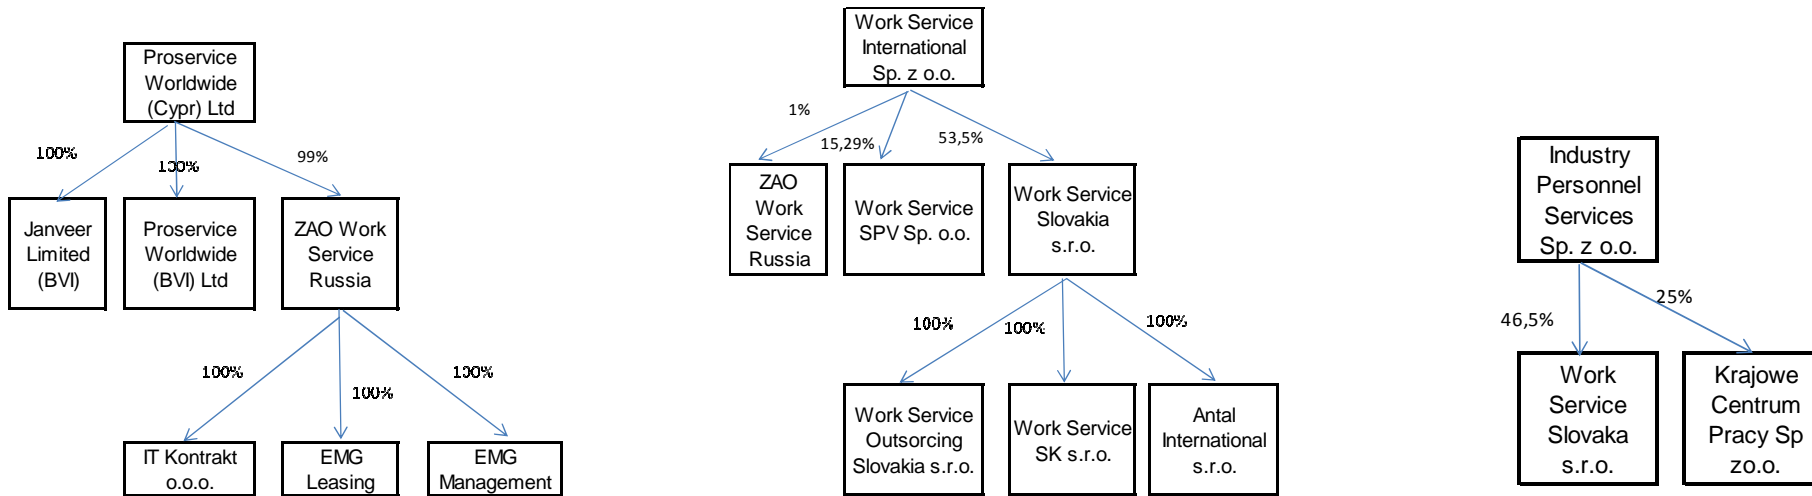 Proservice
Worldwide
(Cypr) Ltd
100%
100%
99%
Janveer
Limited
(BVI)
Proservice
Worldwide
(BVI) Ltd
ZAO Work
Service
Russia
100%
100%
100%
IT Kontrakt
o.o.o.
EMG
Leasing
EMG
Management
Work Service
International
Sp. z o.o.
1%
15,29%
53,5%
ZAO
Work
Service
Russia
Work Service
SPV Sp. o.o.
Work Service
Slovakia
s.r.o.
100%
100%
100%
Work Service
Outsorcing
Slovakia s.r.o.
Work Service
SK s.r.o.
Antal
International
s.r.o.
Industry
Personnel
Services
Sp. z o.o.
46,5%
25%
Work
Service
Slovaka
s.r.o.
Krajowe
Centrum
Pracy Sp
zo.o.